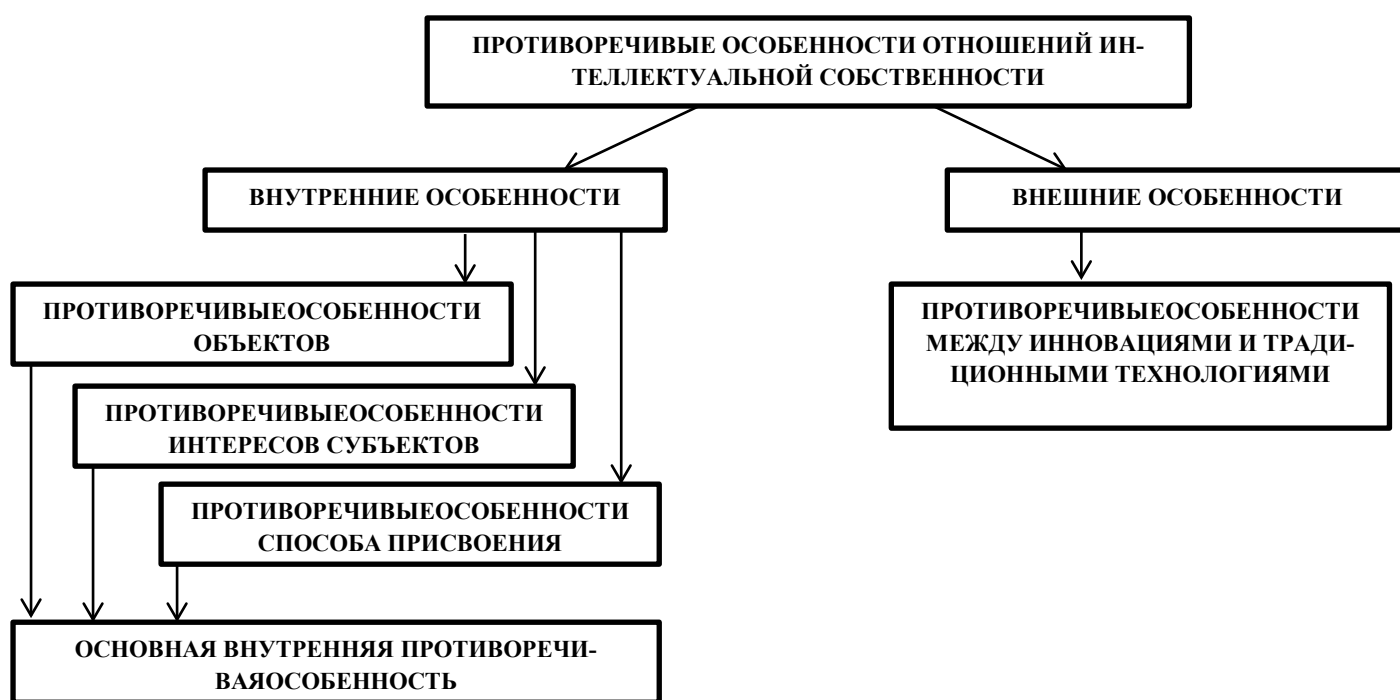 ПРОТИВОРЕЧИВЫЕ ОСОБЕННОСТИ ОТНОШЕНИЙ ИН-
ТЕЛЛЕКТУАЛЬНОЙ СОБСТВЕННОСТИ
ВНУТРЕННИЕ ОСОБЕННОСТИ
ВНЕШНИЕ ОСОБЕННОСТИ
ПРОТИВОРЕЧИВЫЕОСОБЕННОСТИ
ОБЪЕКТОВ
ПРОТИВОРЕЧИВЫЕОСОБЕННОСТИ
МЕЖДУ ИННОВАЦИЯМИ И ТРАДИ-
ЦИОННЫМИ ТЕХНОЛОГИЯМИ
ПРОТИВОРЕЧИВЫЕОСОБЕННОСТИ
ИНТЕРЕСОВ СУБЪЕКТОВ
ПРОТИВОРЕЧИВЫЕОСОБЕННОСТИ
СПОСОБА ПРИСВОЕНИЯ
ОСНОВНАЯ ВНУТРЕННЯЯ ПРОТИВОРЕЧИ-
ВАЯОСОБЕННОСТЬ